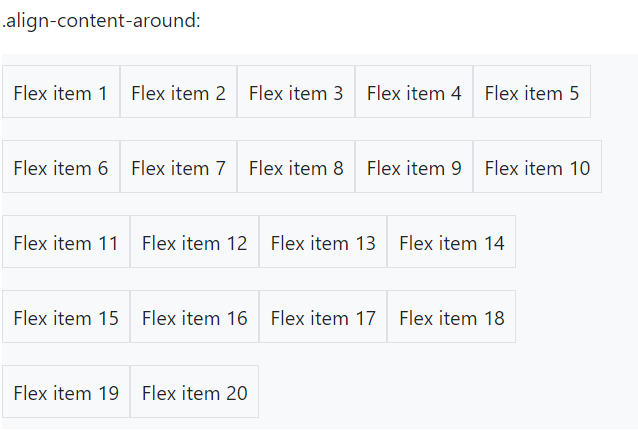 .align-content-around:
Flex item 1 Flex item 2 Flex item 3 Flex item 4 Flex item 5
Flex item 6 Flex item 7 Flex item 8 Flex item 9 Flex item 10
Flex item 11 Flex item 12 Flex item 13 Flex item 14
Flex item 15 Flex item 16 Flex item 17 Flex item 18
Flex item 19 Flex item 20